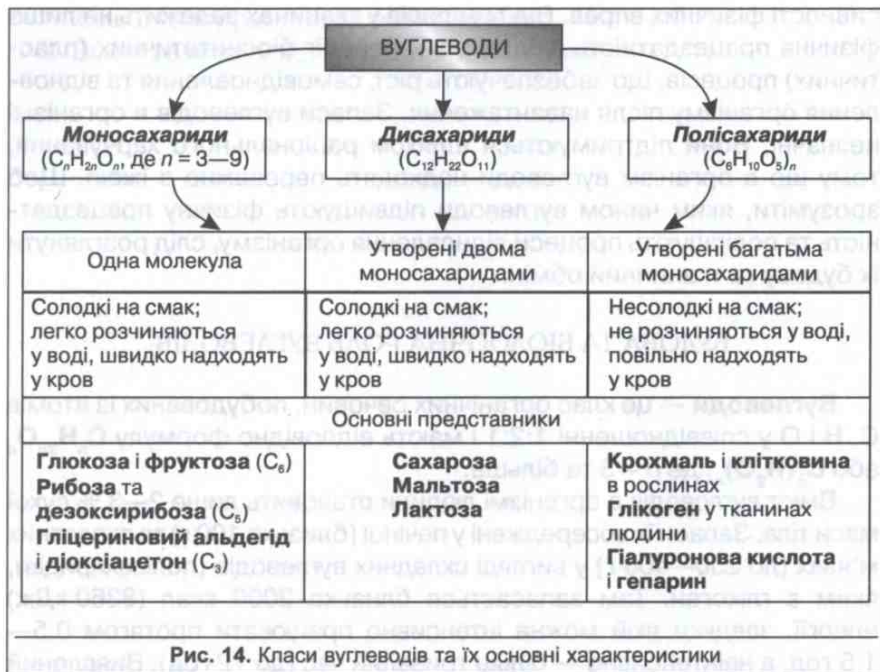 ВУГЛЕВОДИ
Моносахариди
(CₙH₂ₙOₙ, де n = 3—9)
Дисахариди
(C₁₂H₂₂O₁₁)
Полісахариди
(C₆H₁₀O₅)ₙ
Одна молекула
Утворені двома
моносахаридами
Утворені багатьма
моносахаридами
Солодкі на смак;
легко розчиняються
у воді, швидко надходять
у кров
Солодкі на смак;
легко розчиняються
у воді, швидко надходять
у кров
Несолодкі на смак;
не розчиняються у воді,
повільно надходять
у кров
Основні представники
Глюкоза і фруктоза (C₆)
Рибоза та
дезоксирибоза (C₅)
Гліцериновий альдегід
і діоксіацетон (C₃)
Сахароза
Мальтоза
Лактоза
Крохмаль і клітковина
в рослинах
Глікоген у тканинах
людини
Гіалуронова кислота
і гепарин
Рис. 14. Класи вуглеводів та їх основні характеристики